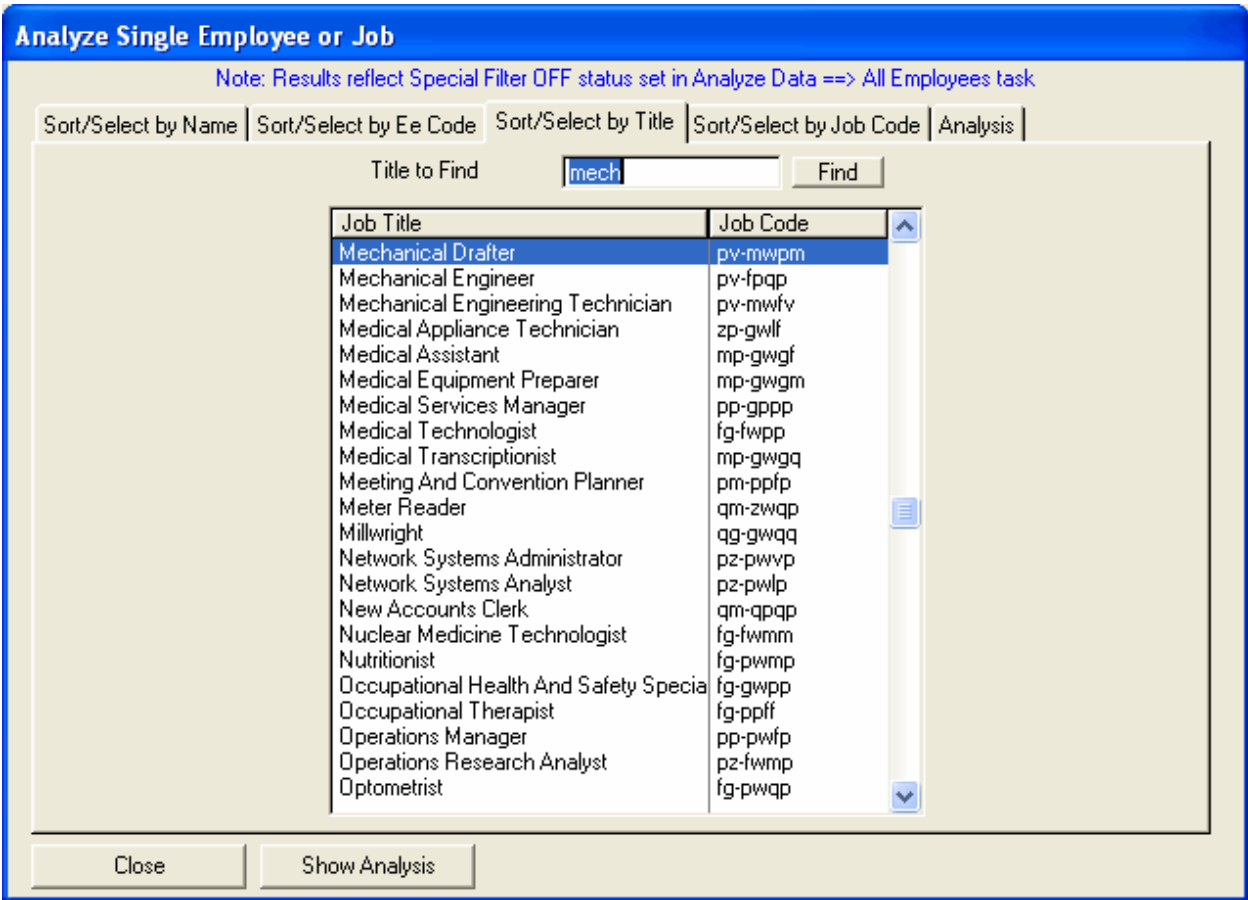 Analyze Single Employee or Job
Note: Results reflect Special Filter OFF status set in Analyze Data ==> All Employees task
Sort/Select by Name Sort/Select by Ee Code Sort/Select by Title Sort/Select by Job Code Analysis
Title to Find mech Find
Job Title Job Code
Mechanical Drafter pv-mwpm
Mechanical Engineer pv-fpqp
Mechanical Engineering Technician pv-mwfv
Medical Appliance Technician zp-gwlf
Medical Assistant mp-gwgf
Medical Equipment Preparer mp-gwgm
Medical Services Manager pp-gppp
Medical Technologist fg-fwpp
Medical Transcriptionist mp-gwgq
Meeting And Convention Planner pm-ppfp
Meter Reader qm-zwqp
Millwright qg-gwqq
Network Systems Administrator pz-pwvp
Network Systems Analyst pz-pwlp
New Accounts Clerk qm-qpqp
Nuclear Medicine Technologist fg-fwmm
Nutritionist fg-pwmp
Occupational Health And Safety Specia fg-gwpp
Occupational Therapist fg-ppff
Operations Manager pp-pwfp
Operations Research Analyst pz-fwmp
Optometrist fg-pwqp
Close Show Analysis